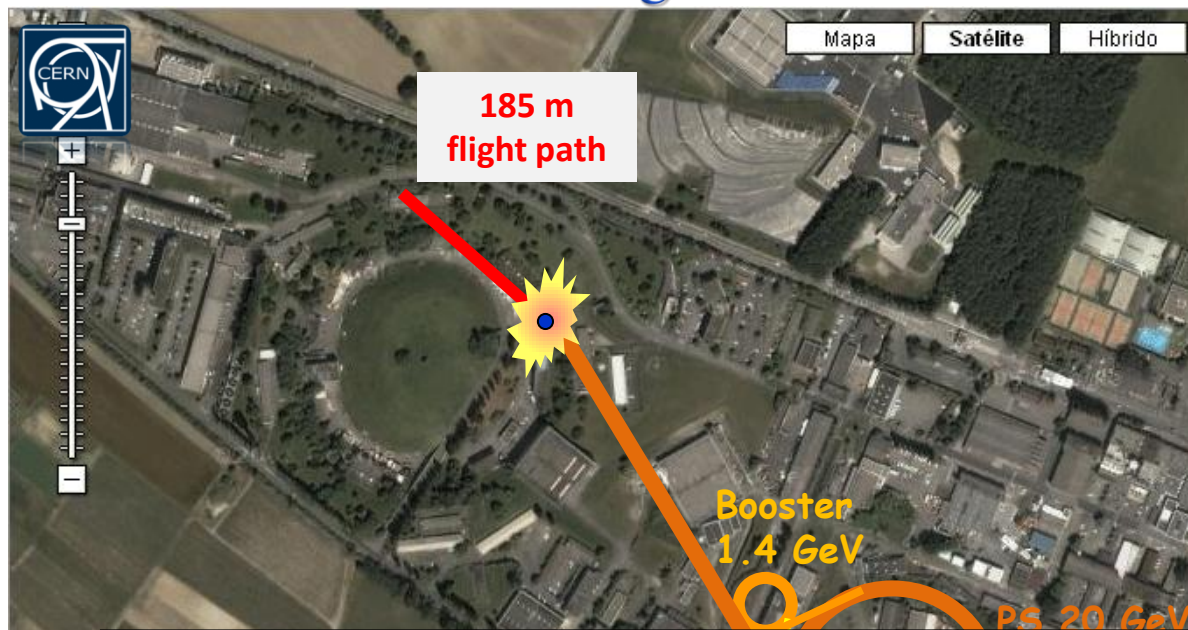 Mapa
Satélite
Híbrido
CERN
185 m
flight path
Booster
1.4 GeV
PS 20 GeV